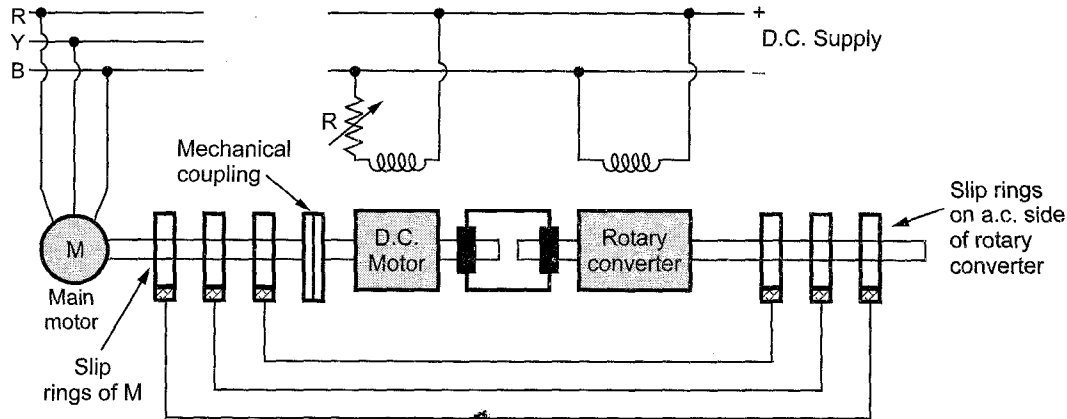 R
Y
B
+
D.C. Supply
–
R
Mechanical
coupling
M
Main
motor
D.C.
Motor
Rotary
converter
Slip rings
on a.c. side
of rotary
converter
Slip
rings of M